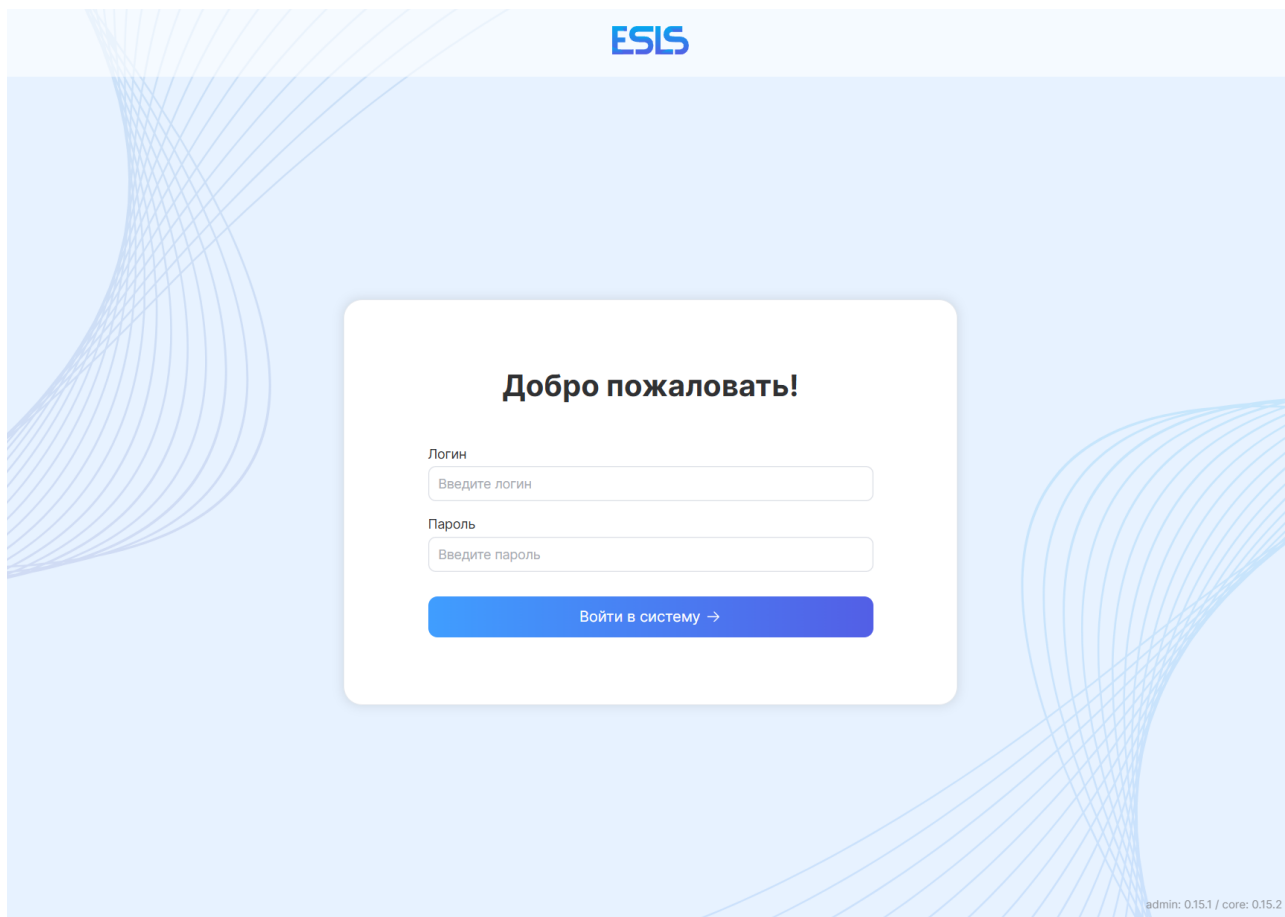 ESLS
Добро пожаловать!
Логин
Введите логин
Пароль
Введите пароль
Войти в систему →
admin: 0.15.1 / core: 0.15.2